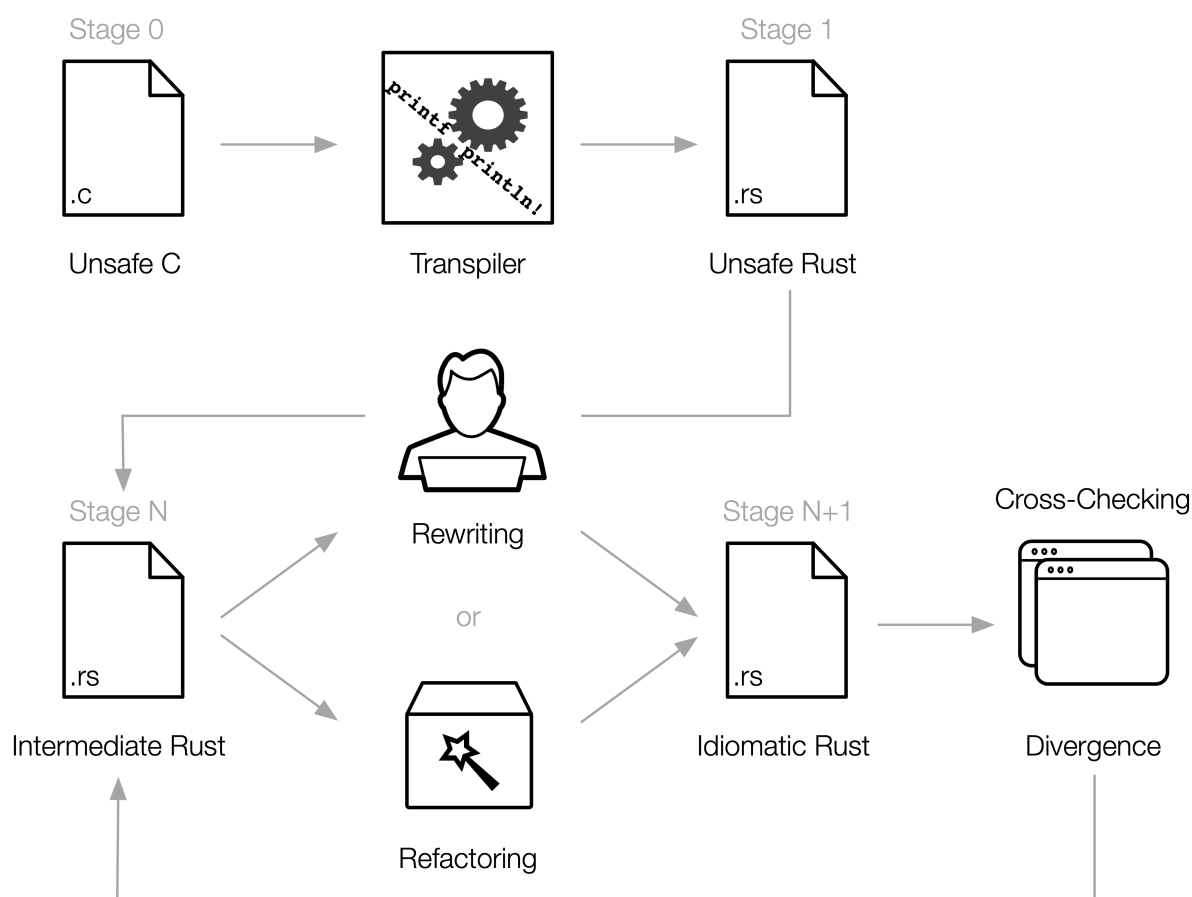 Stage 0
Stage 1
printf
println!
.c
.rs
Unsafe C
Transpiler
Unsafe Rust
Stage N
Rewriting
Stage N+1
Cross-Checking
or
.rs
.rs
Intermediate Rust
Idiomatic Rust
Divergence
Refactoring